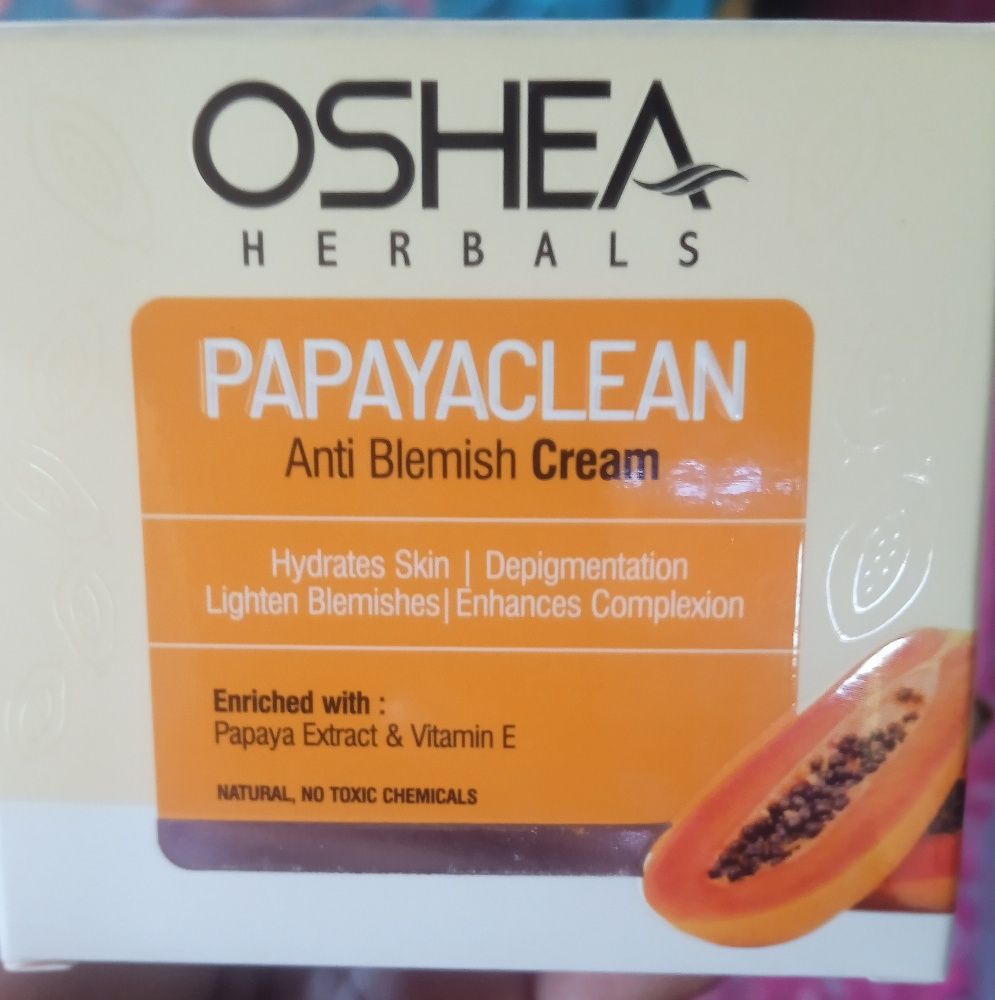 OSHEA
HERBALS
PAPAYACLEAN
Anti Blemish Cream
Hydrates Skin | Depigmentation
Lighten Blemishes | Enhances Complexion
Enriched with :
Papaya Extract & Vitamin E
NATURAL, NO TOXIC CHEMICALS